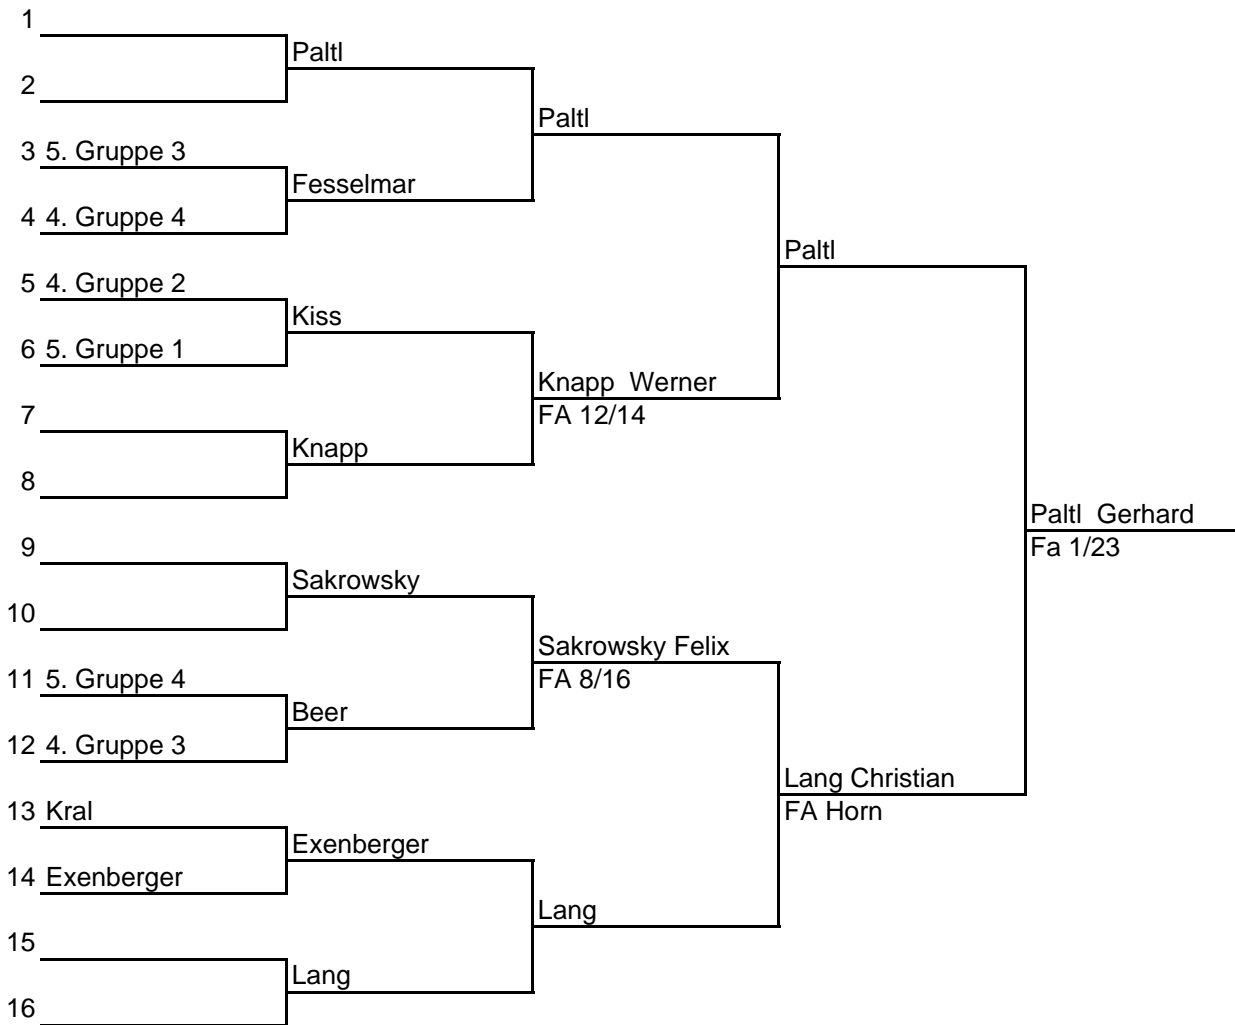 1
Paltl
2
Paltl
3 5. Gruppe 3
Fesselmar
4 4. Gruppe 4
Paltl
5 4. Gruppe 2
Kiss
6 5. Gruppe 1
Knapp Werner
FA 12/14
7
Knapp
8
Paltl Gerhard
Fa 1/23
9
Sakrowsky
10
Sakrowsky Felix
FA 8/16
11 5. Gruppe 4
Beer
12 4. Gruppe 3
Lang Christian
FA Horn
13 Kral
Exenberger
14 Exenberger
Lang
15
Lang
16